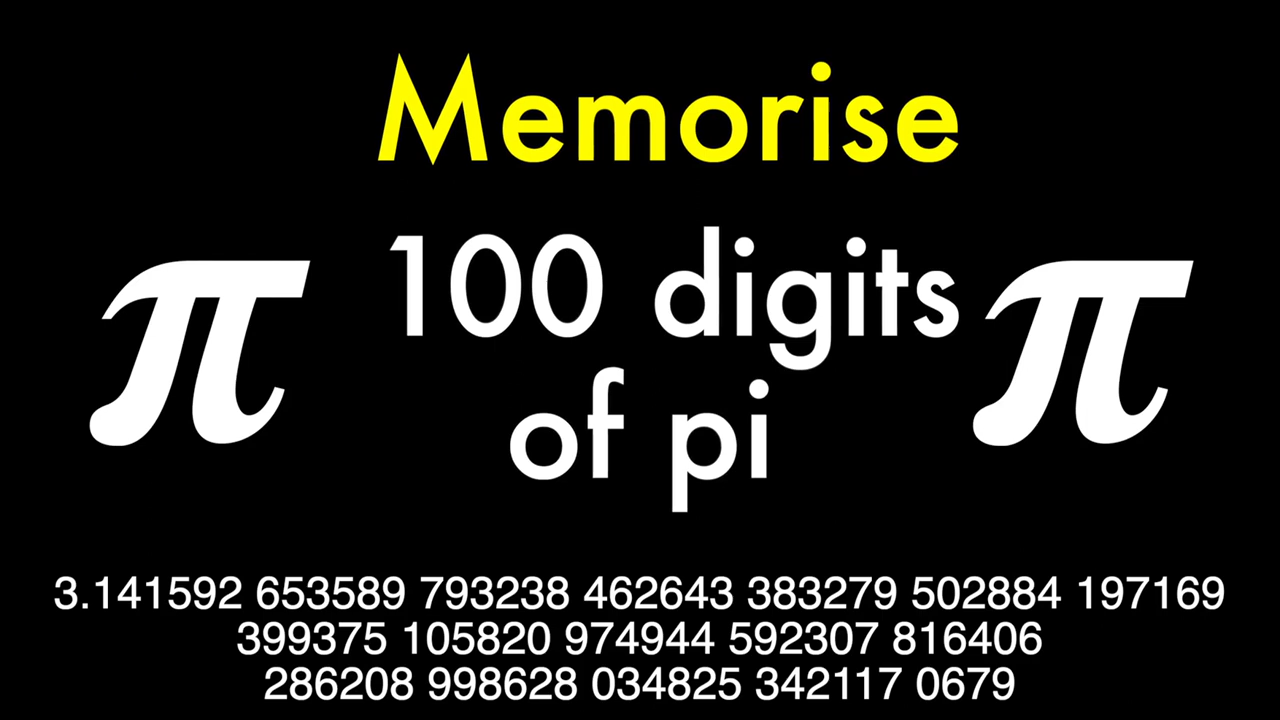 Memorise
100 digits
of pi
π π
3.141592 653589 793238 462643 383279 502884 197169
399375 105820 974944 592307 816406
286208 998628 034825 342117 0679